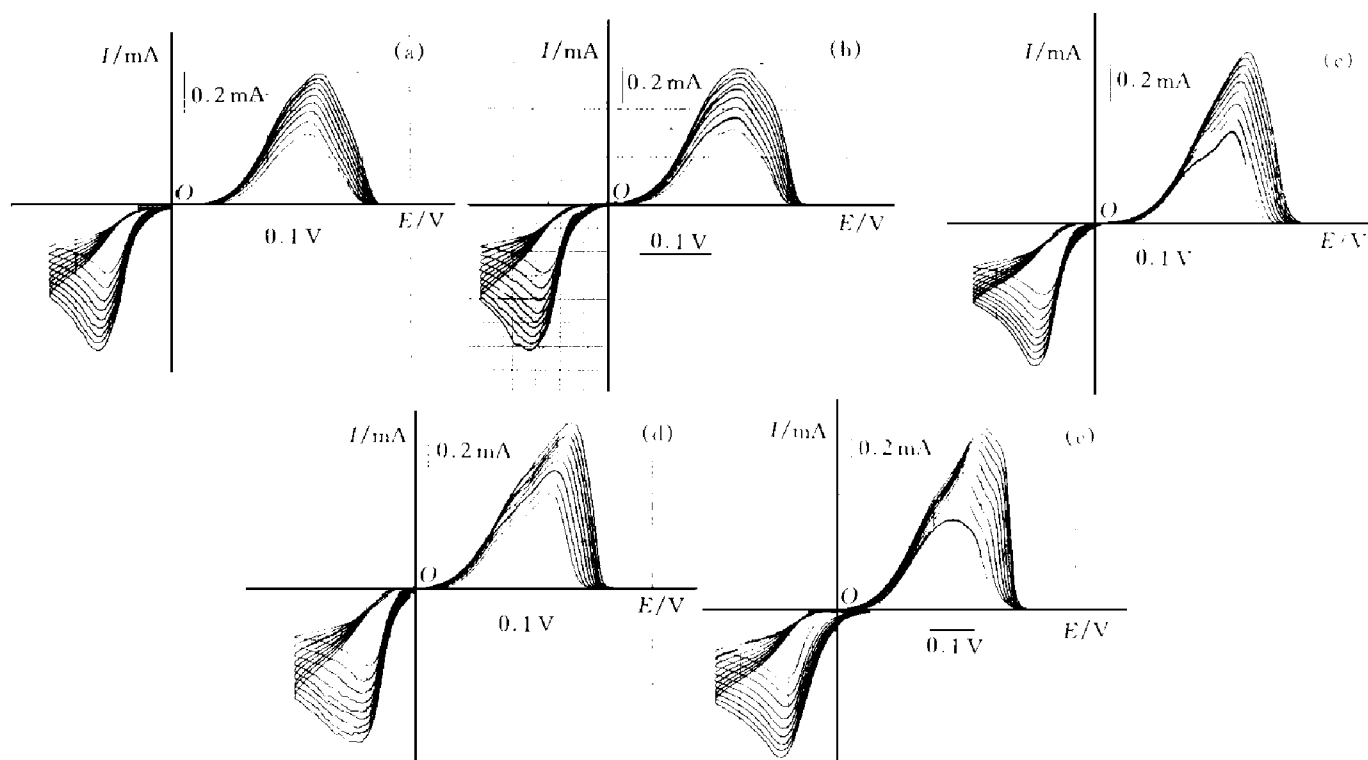 I/mA
(a)
0.2 mA
O
E/V
0.1 V
I/mA
(b)
0.2 mA
O
E/V
0.1 V
I/mA
(c)
0.2 mA
O
E/V
0.1 V
I/mA
(d)
0.2 mA
O
E/V
0.1 V
I/mA
(e)
0.2 mA
O
E/V
0.1 V